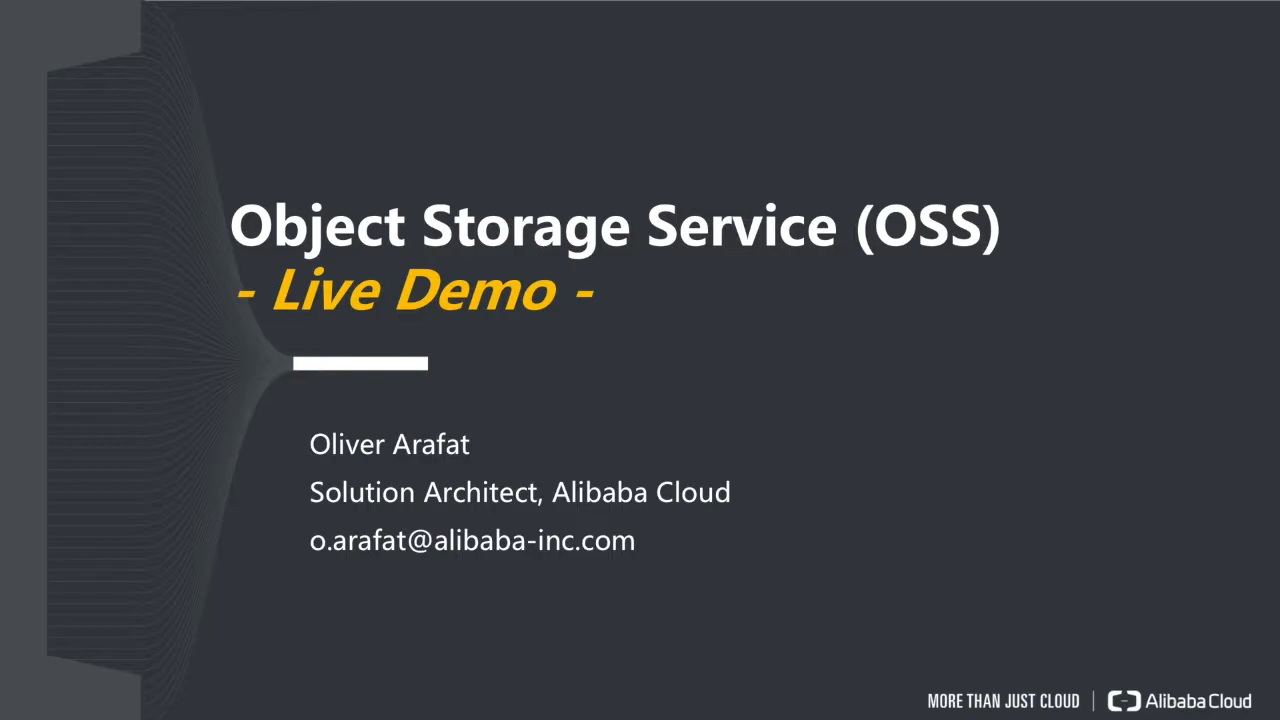 Object Storage Service (OSS)
- Live Demo -
Oliver Arafat
Solution Architect, Alibaba Cloud
o.arafat@alibaba-inc.com
MORE THAN JUST CLOUD | Alibaba Cloud